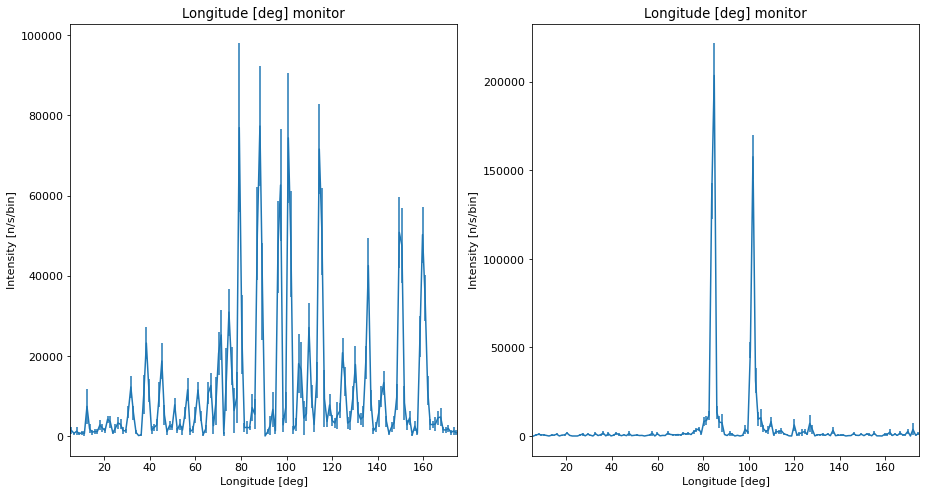 Longitude [deg] monitor
100000
80000
60000
40000
20000
0
Intensity [n/s/bin]
20 40 60 80 100 120 140 160
Longitude [deg]
Longitude [deg] monitor
200000
150000
100000
50000
0
Intensity [n/s/bin]
20 40 60 80 100 120 140 160
Longitude [deg]